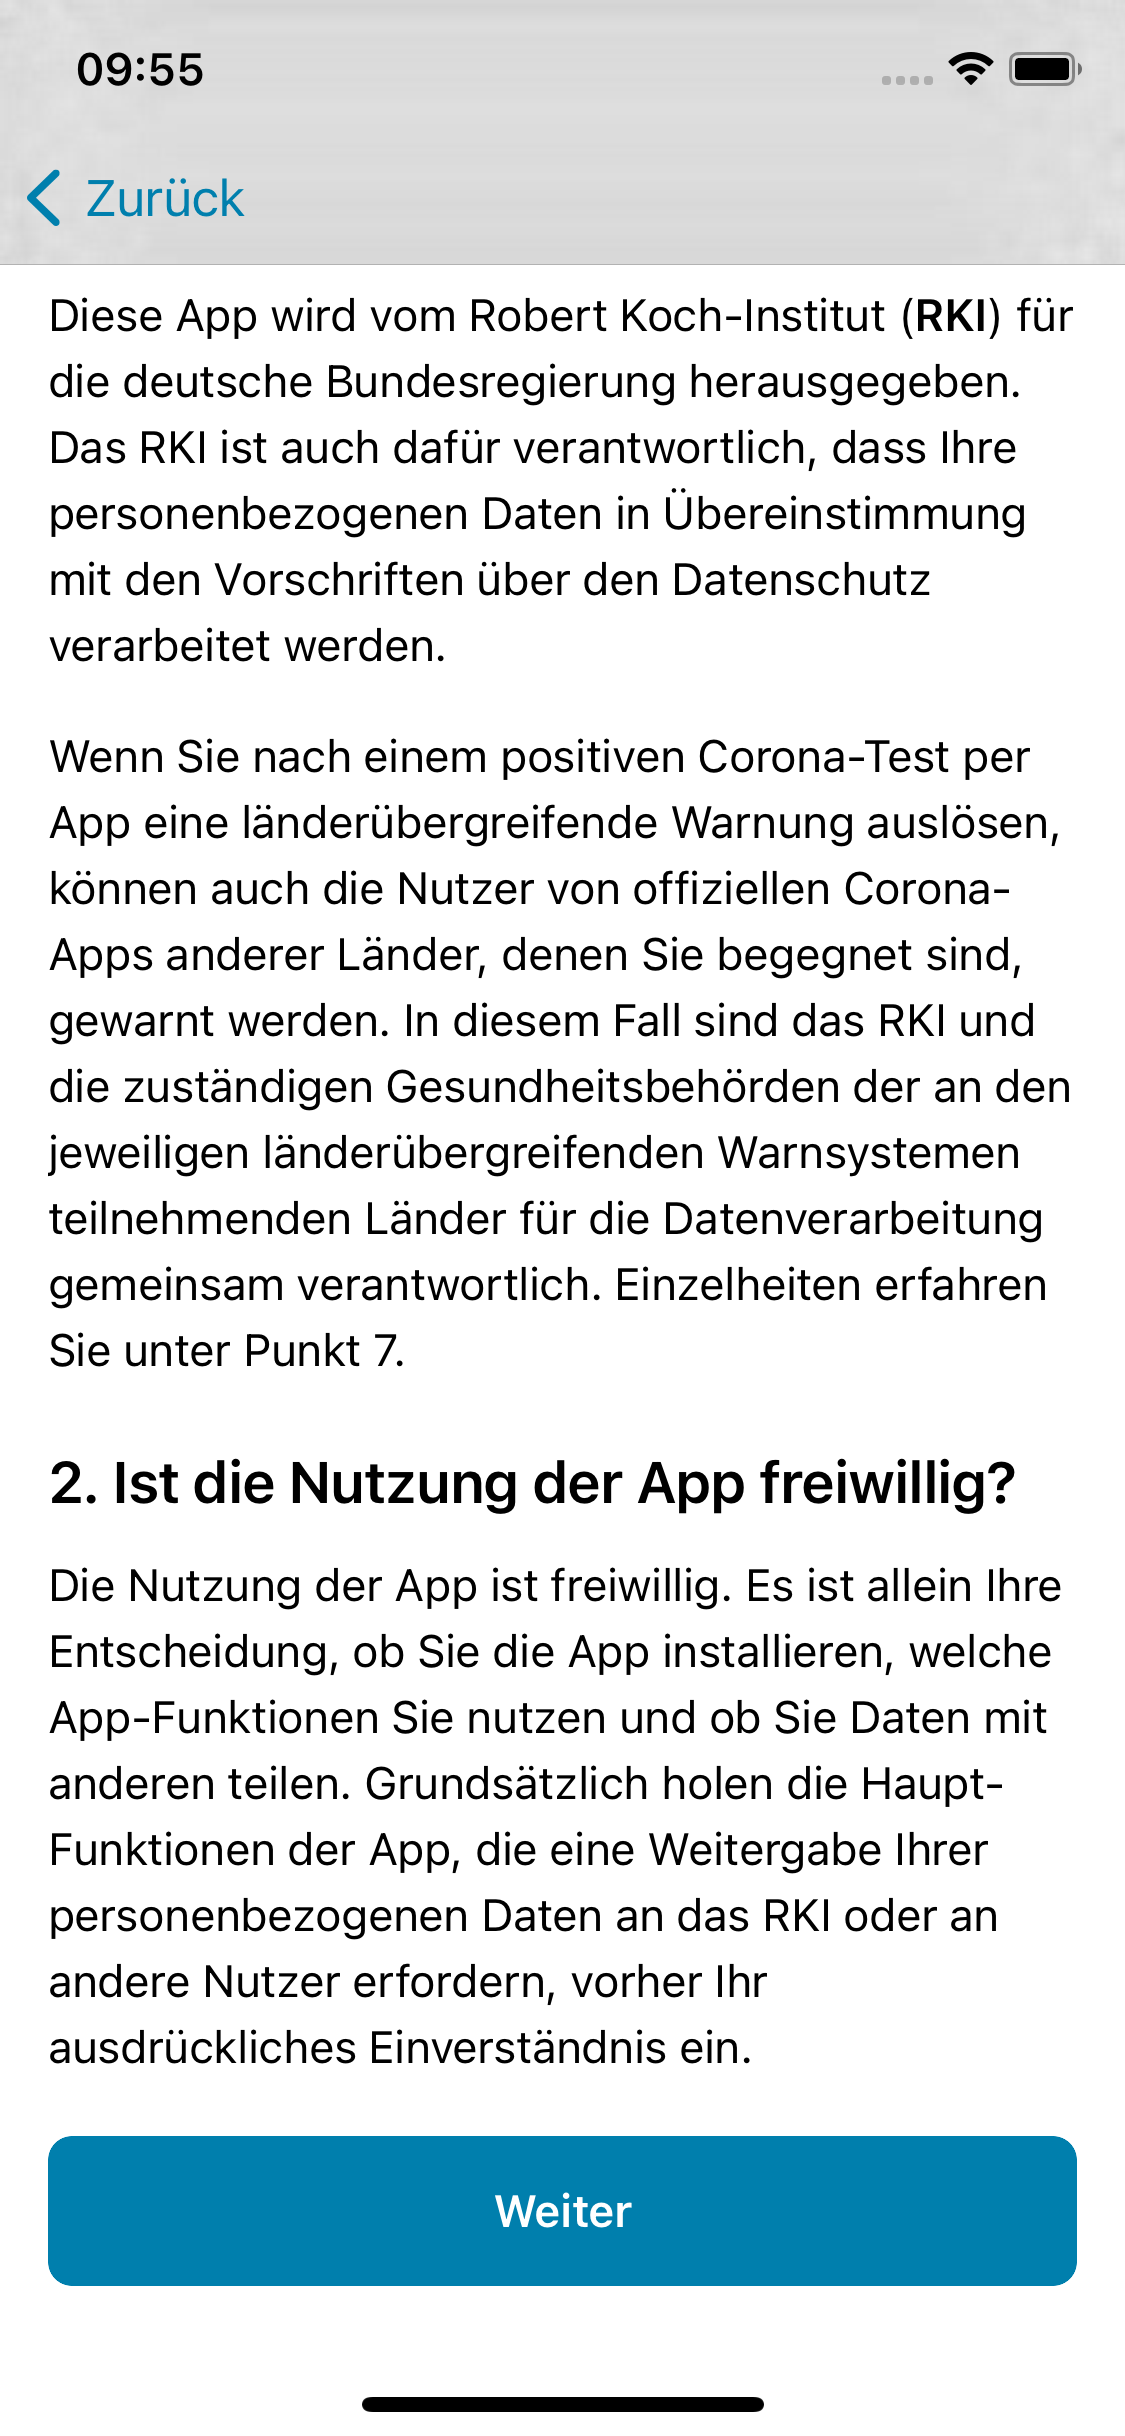 09:55
Zurück
Diese App wird vom Robert Koch-Institut (RKI) für
die deutsche Bundesregierung herausgegeben.
Das RKI ist auch dafür verantwortlich, dass Ihre
personenbezogenen Daten in Übereinstimmung
mit den Vorschriften über den Datenschutz
verarbeitet werden.
Wenn Sie nach einem positiven Corona-Test per
App eine länderübergreifende Warnung auslösen,
können auch die Nutzer von offiziellen Corona-
Apps anderer Länder, denen Sie begegnet sind,
gewarnt werden. In diesem Fall sind das RKI und
die zuständigen Gesundheitsbehörden der an den
jeweiligen länderübergreifenden Warnsystemen
teilnehmenden Länder für die Datenverarbeitung
gemeinsam verantwortlich. Einzelheiten erfahren
Sie unter Punkt 7.
2. Ist die Nutzung der App freiwillig?
Die Nutzung der App ist freiwillig. Es ist allein Ihre
Entscheidung, ob Sie die App installieren, welche
App-Funktionen Sie nutzen und ob Sie Daten mit
anderen teilen. Grundsätzlich holen die Haupt-
Funktionen der App, die eine Weitergabe Ihrer
personenbezogenen Daten an das RKI oder an
andere Nutzer erfordern, vorher Ihr
ausdrückliches Einverständnis ein.
Weiter